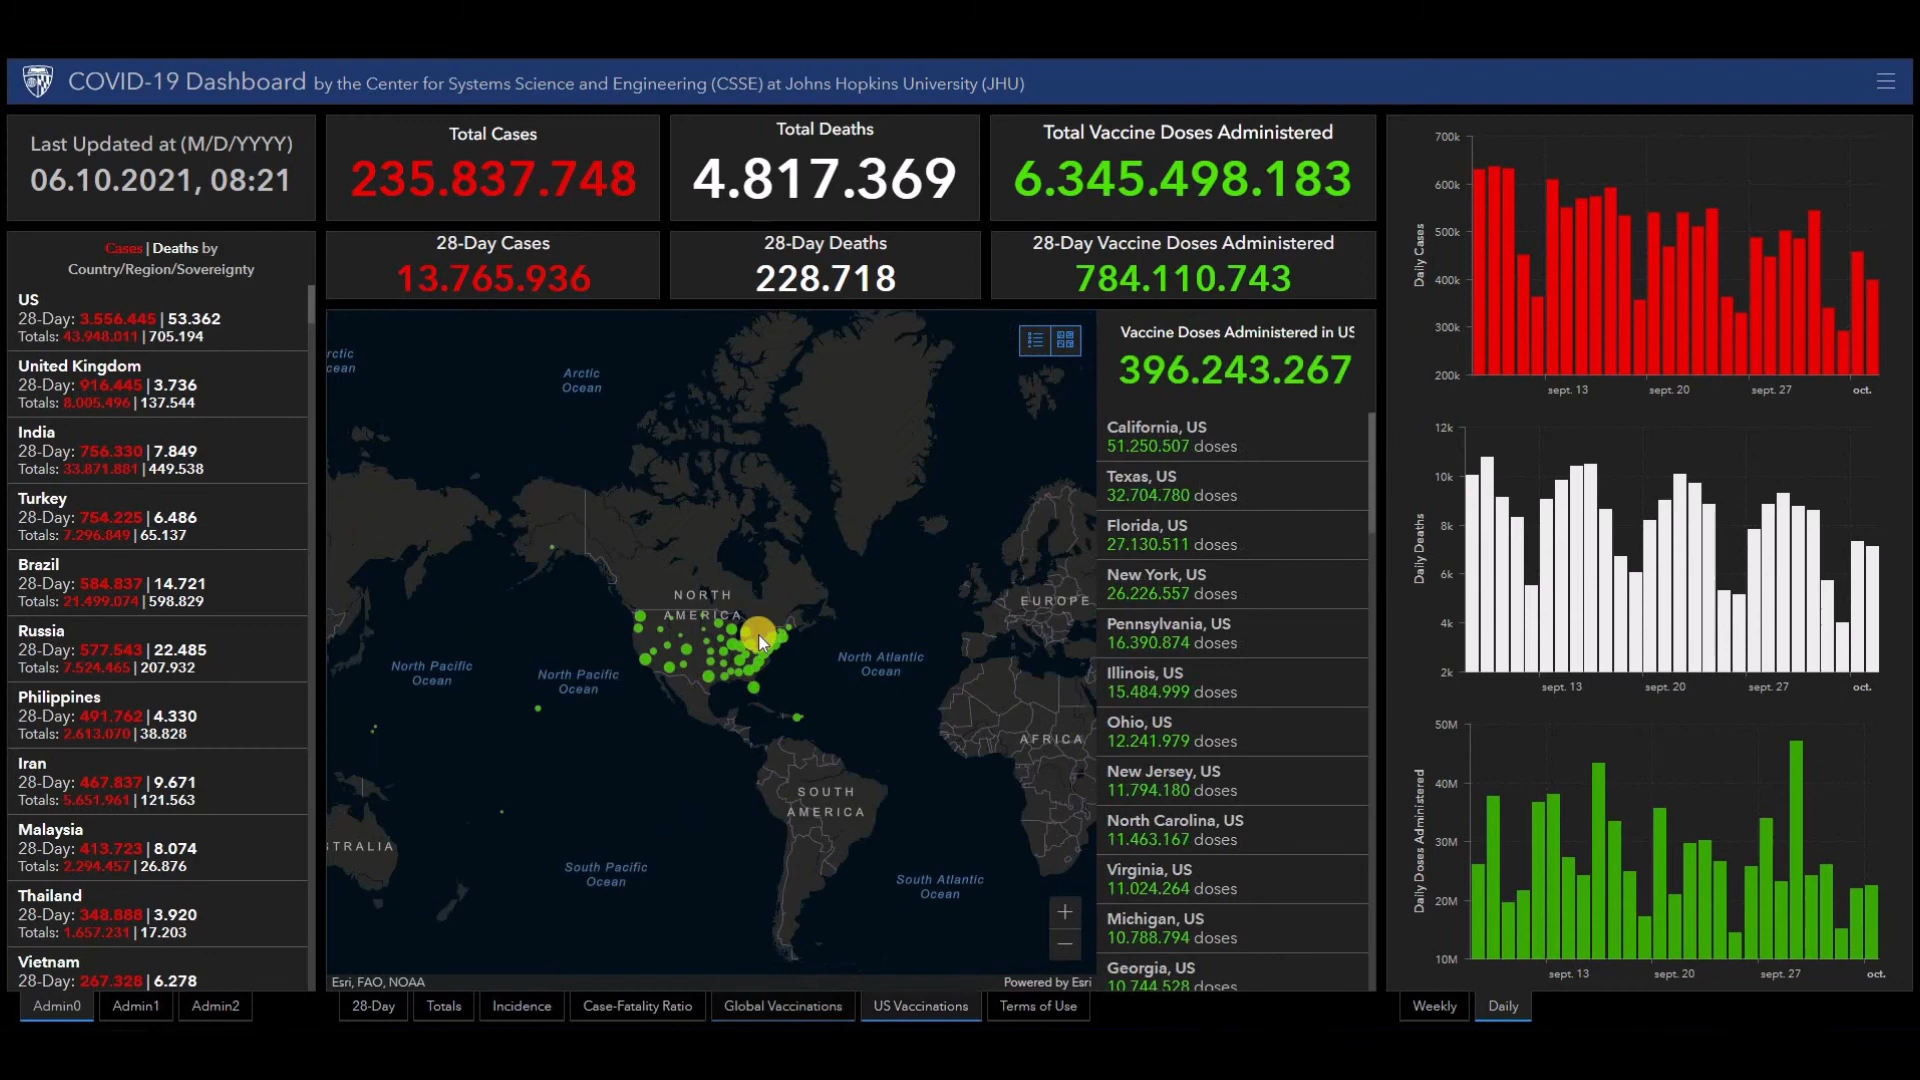 COVID-19 Dashboard by the Center for Systems Science and Engineering (CSSE) at Johns Hopkins University (JHU)
Last Updated at (M/D/YYYY)
06.10.2021, 08:21
Total Cases
235.837.748
Total Deaths
4.817.369
Total Vaccine Doses Administered
6.345.498.183
28-Day Cases
13.765.936
28-Day Deaths
228.718
28-Day Vaccine Doses Administered
784.110.743
Cases | Deaths by
Country/Region/Sovereignty
US
28-Day: 3.556.445 | 53.362
Totals: 43.948.011 | 705.194
United Kingdom
28-Day: 916.445 | 3.736
Totals: 8.005.496 | 137.544
India
28-Day: 756.330 | 7.849
Totals: 33.871.881 | 449.538
Turkey
28-Day: 754.225 | 6.486
Totals: 7.296.849 | 65.137
Brazil
28-Day: 584.837 | 14.721
Totals: 21.499.074 | 598.829
Russia
28-Day: 577.543 | 22.485
Totals: 7.524.465 | 207.932
Philippines
28-Day: 491.762 | 4.330
Totals: 2.613.070 | 38.828
Iran
28-Day: 467.837 | 9.671
Totals: 5.651.961 | 121.563
Malaysia
28-Day: 413.723 | 8.074
Totals: 2.294.457 | 26.876
Thailand
28-Day: 348.888 | 3.920
Totals: 1.657.231 | 17.203
Vietnam
28-Day: 267.328 | 6.278
Admin0
Admin1
Admin2
rctic
cean
Arctic
Ocean
NORTH
AMERICA
EUROPE
North Pacific
Ocean
North Pacific
Ocean
North Atlantic
Ocean
AFRICA
SOUTH
AMERICA
STRALIA
South Pacific
Ocean
South Atlantic
Ocean
+
−
Esri, FAO, NOAA
Powered by Esri
28-Day
Totals
Incidence
Case-Fatality Ratio
Global Vaccinations
US Vaccinations
Terms of Use
Vaccine Doses Administered in US
396.243.267
California, US
51.250.507 doses
Texas, US
32.704.780 doses
Florida, US
27.130.511 doses
New York, US
26.226.557 doses
Pennsylvania, US
16.390.874 doses
Illinois, US
15.484.999 doses
Ohio, US
12.241.979 doses
New Jersey, US
11.794.180 doses
North Carolina, US
11.463.167 doses
Virginia, US
11.024.264 doses
Michigan, US
10.788.794 doses
Georgia, US
10.744.528 doses
Daily Cases
700k
600k
500k
400k
300k
200k
sept. 13
sept. 20
sept. 27
oct.
Daily Deaths
12k
10k
8k
6k
4k
2k
sept. 13
sept. 20
sept. 27
oct.
Daily Doses Administered
50M
40M
30M
20M
10M
sept. 13
sept. 20
sept. 27
oct.
Weekly
Daily